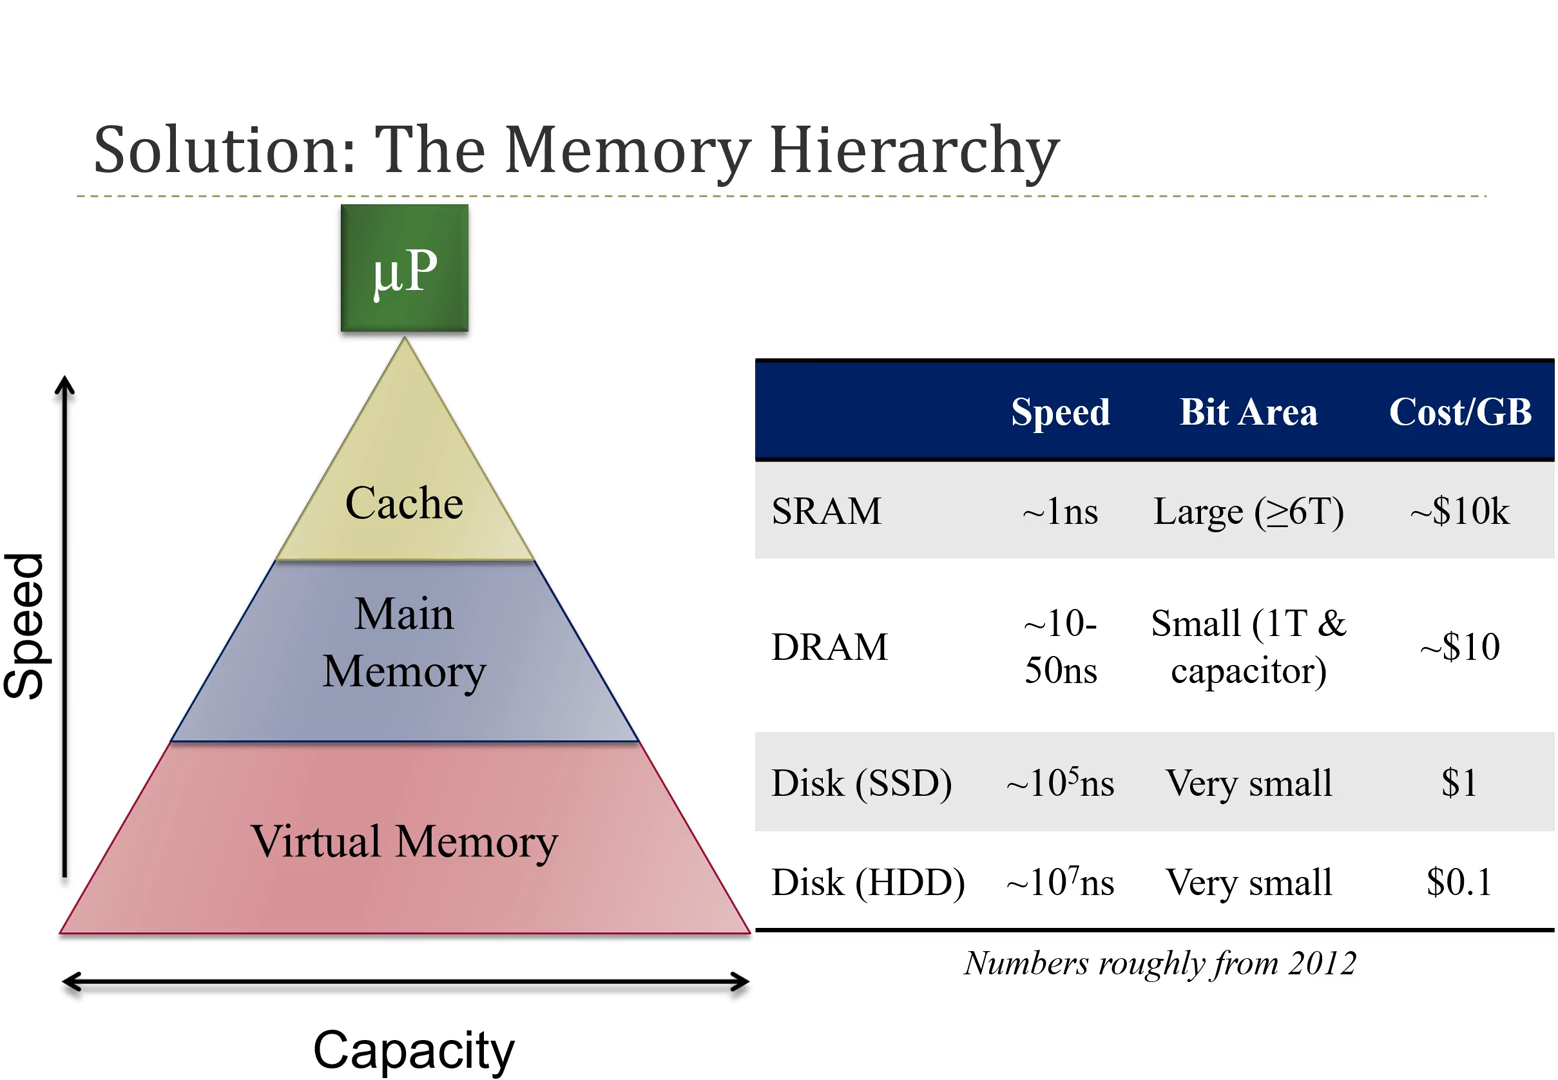 Solution: The Memory Hierarchy
μP
Speed
Cache
Main
Memory
Virtual Memory
Capacity
Speed Bit Area Cost/GB
SRAM ~1ns Large (≥6T) ~$10k
DRAM ~10-50ns Small (1T & capacitor) ~$10
Disk (SSD) ~10⁵ns Very small $1
Disk (HDD) ~10⁷ns Very small $0.1
Numbers roughly from 2012